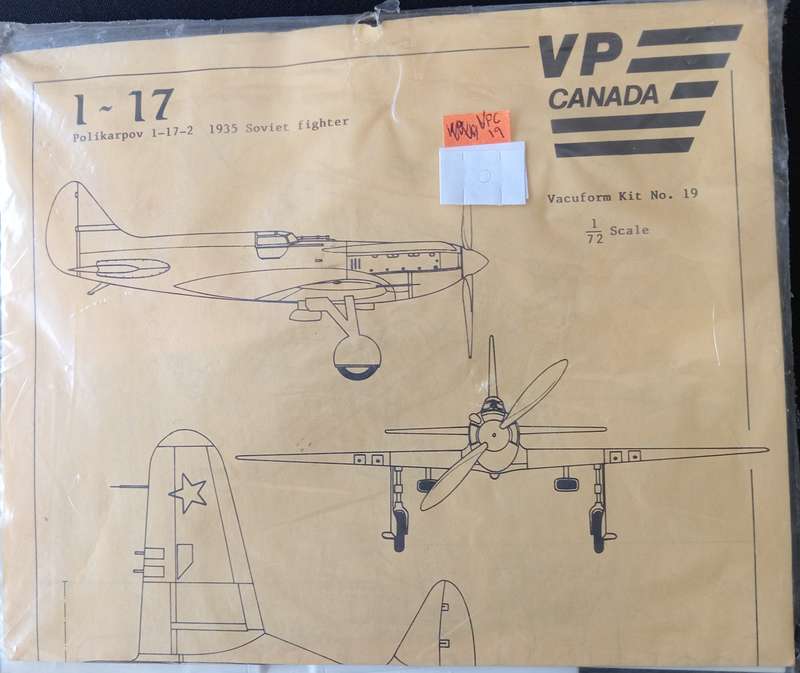 I~17
Polikarpov I-17-2 1935 Soviet fighter
VP
CANADA
VPC
19
Vacuform Kit No. 19
1
72 Scale